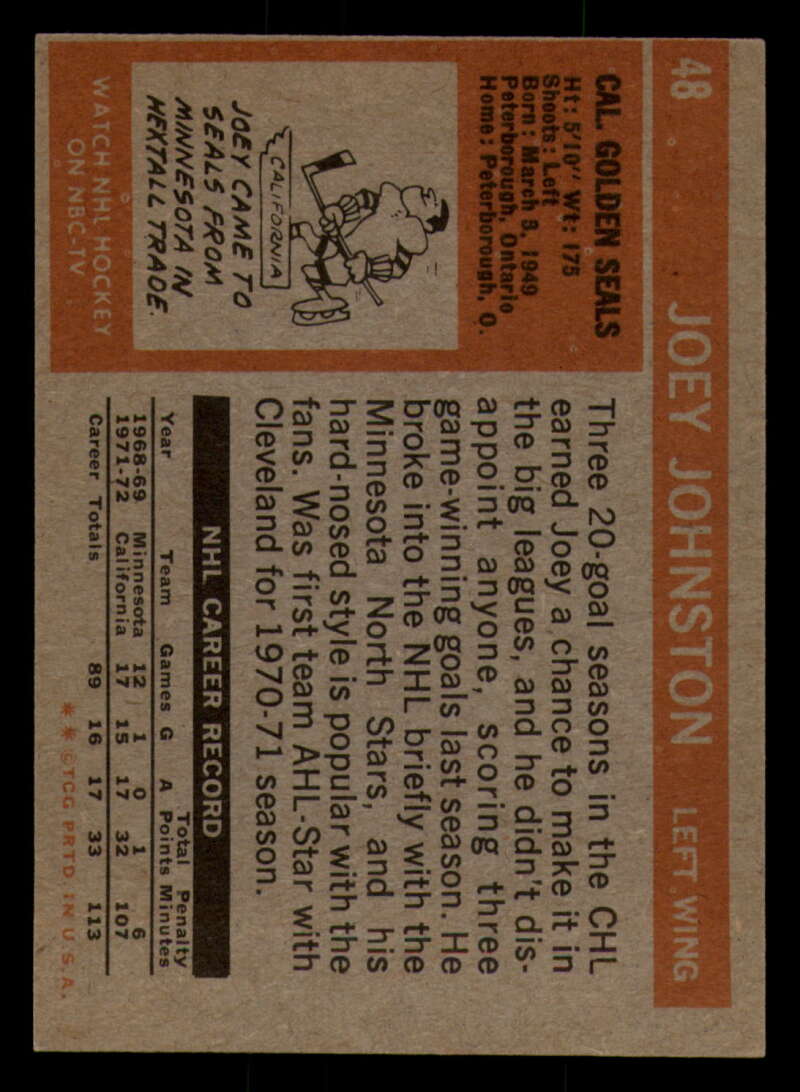 48 JOEY JOHNSTON LEFT WING
CAL. GOLDEN SEALS
Ht: 5'10" Wt: 175
Shoots: Left
Born: March 9, 1949
Peterborough, Ontario
Home: Peterborough, O.
CALIFORNIA
JOEY CAME TO
SEALS FROM
MINNESOTA IN
HEXTALL TRADE.
WATCH NHL HOCKEY
ON NBC-TV
Three 20-goal seasons in the CHL
earned Joey a chance to make it in
the big leagues, and he didn't dis-
appoint anyone, scoring three
game-winning goals last season. He
broke into the NHL briefly with the
Minnesota North Stars, and his
hard-nosed style is popular with the
fans. Was first team AHL-Star with
Cleveland for 1970-71 season.
NHL CAREER RECORD
Total Penalty
Year Team Games G A Points Minutes
1968-69 Minnesota 12 1 0 1 6
1971-72 California 17 15 17 32 107
Career Totals 89 16 17 33 113
* * ©TCG PRTD. IN U.S.A.